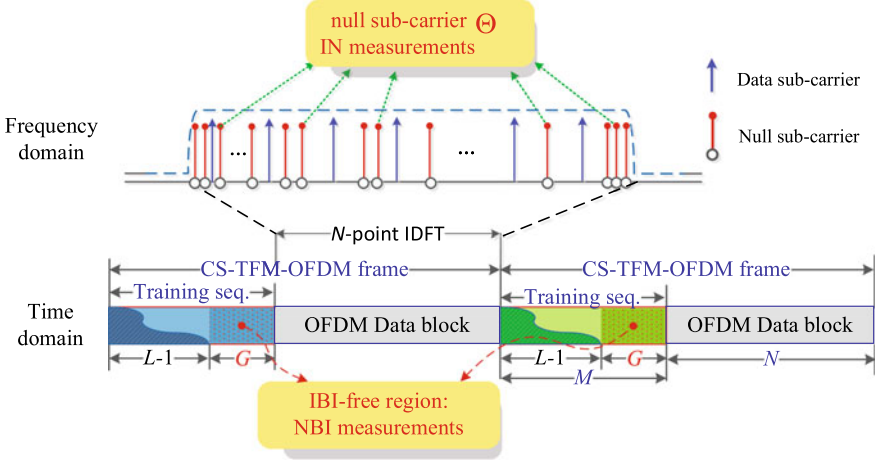 null sub-carrier Θ
IN measurements
Data sub-carrier
Null sub-carrier
Frequency
domain
...
...
N-point IDFT
CS-TFM-OFDM frame
CS-TFM-OFDM frame
Training seq.
Training seq.
Time
domain
OFDM Data block
OFDM Data block
L-1
G
L-1
G
M
N
IBI-free region:
NBI measurements